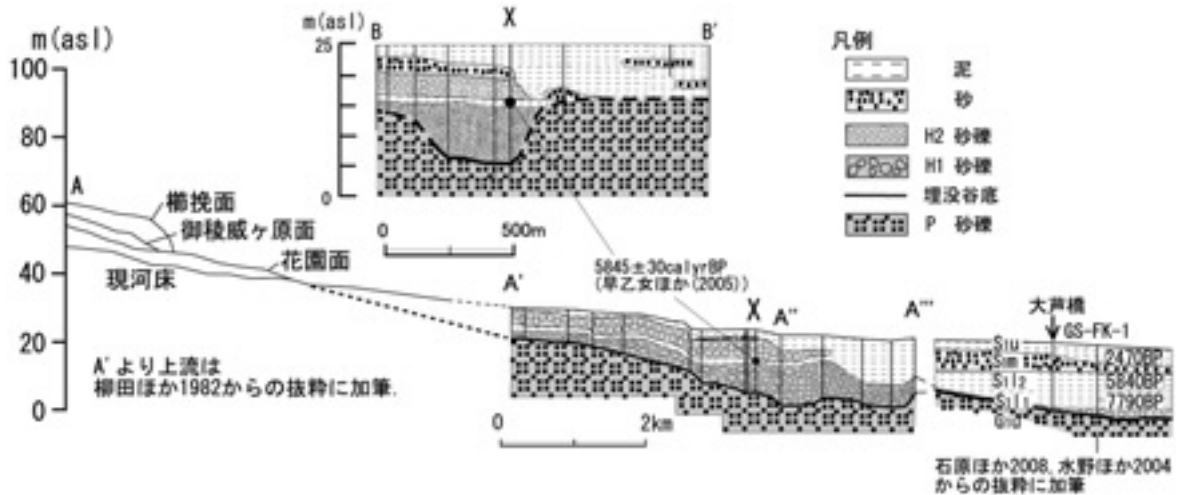 m(asl)
100
80
60
40
20
0
A
櫛挽面
御稜威ヶ原面
花園面
現河床
A' より上流は
柳田ほか1982からの抜粋に加筆.
m(asl)
25
0
B
X
B'
0
500m
5845±30calyrBP
(早乙女ほか(2005))
A'
X
A''
A'''
0
2km
凡例
泥
砂
H2 砂礫
H1 砂礫
埋没谷底
P 砂礫
大芦橋
GS-FK-1
Siu
Sim
2470BP
Sil2
5840BP
Sil1
7790BP
石原ほか2008, 水野ほか2004
からの抜粋に加筆